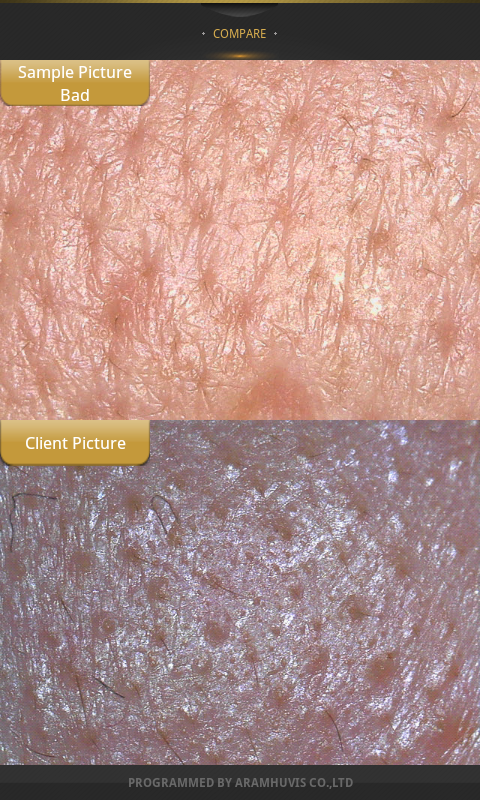 COMPARE
Sample Picture
Bad
Client Picture
PROGRAMMED BY ARAMHUVIS CO.,LTD